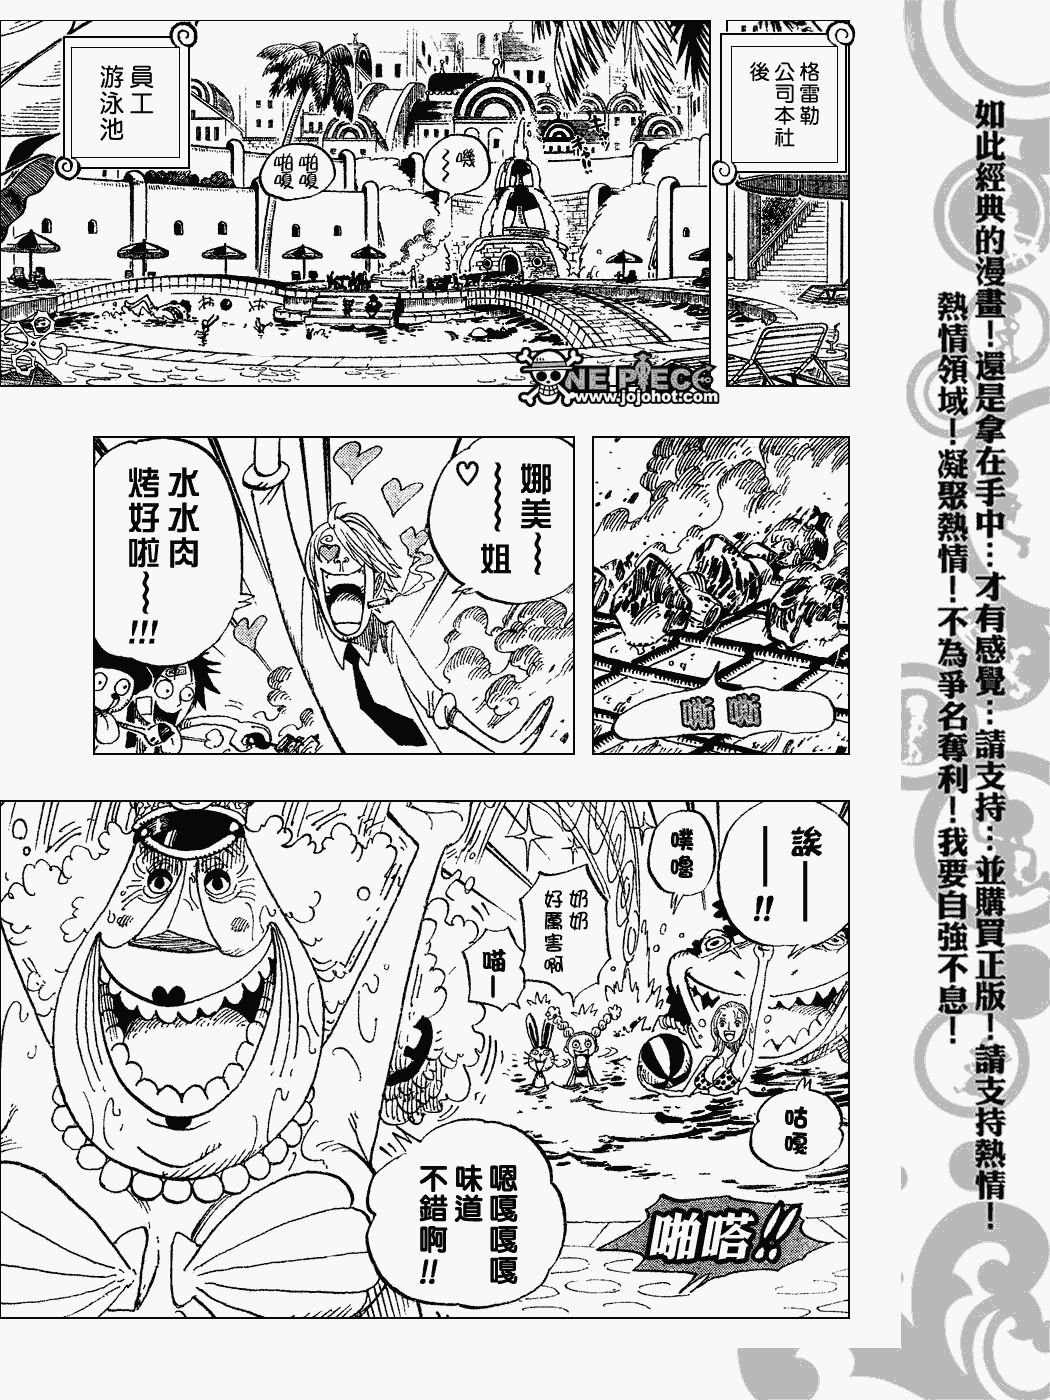 格雷勒
公司本社
後
員工
游泳池
嘰～
啪嗄
啪嗄
ONE PIECE
www.jojohot.com
嘶 嘶
娜美～
～～～姐
♡
水水肉
烤好啦～!!!
誒——
——!!
噗嚕
奶奶
好厲害啊
喵－
咕嘎
啪嗒!!
嗯嘎嘎嘎
味道
不錯啊!!
如此經典的漫畫！還是拿在手中…才有感覺…請支持…並購買正版！請支持熱情！
熱情領域！凝聚熱情！不為爭名奪利！我要自強不息！